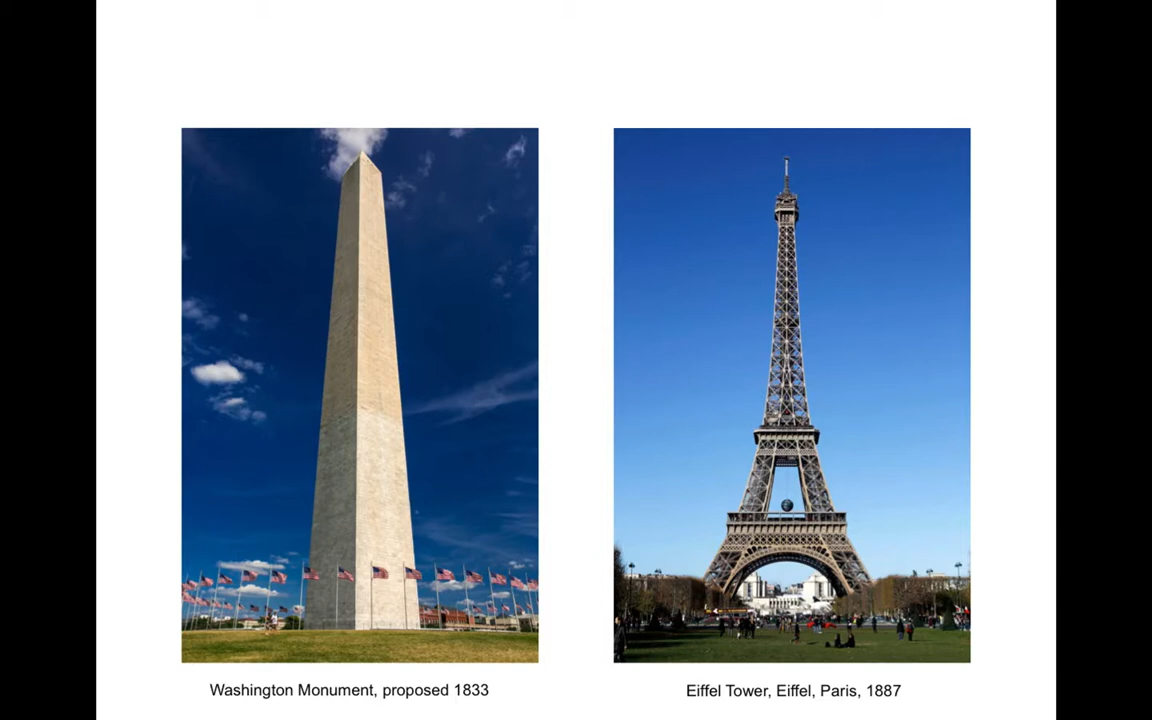 Washington Monument, proposed 1833
Eiffel Tower, Eiffel, Paris, 1887